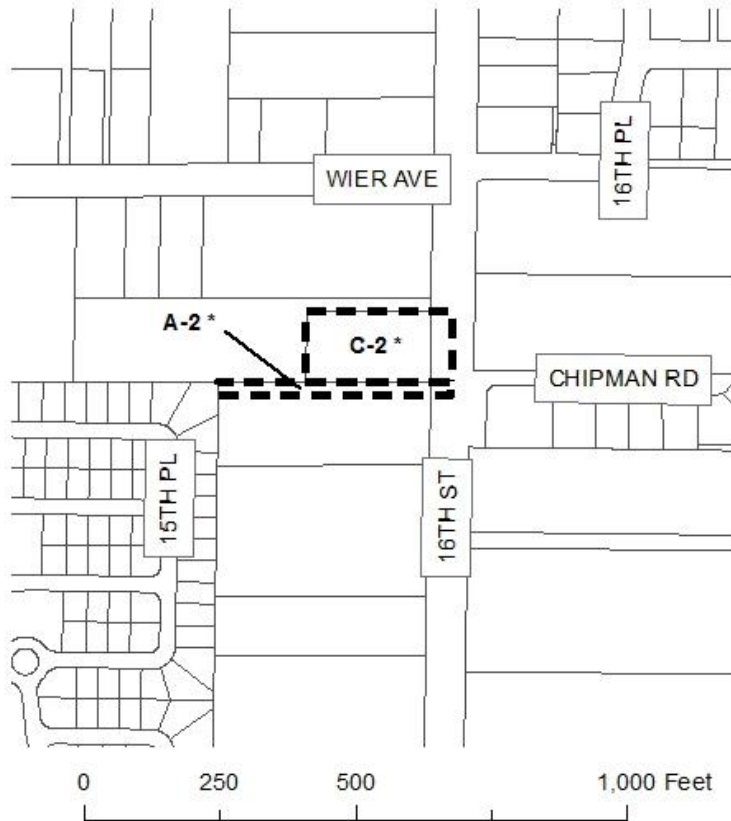 16TH PL
WIER AVE
A-2 *
C-2 *
CHIPMAN RD
15TH PL
16TH ST
0 250 500 1,000 Feet